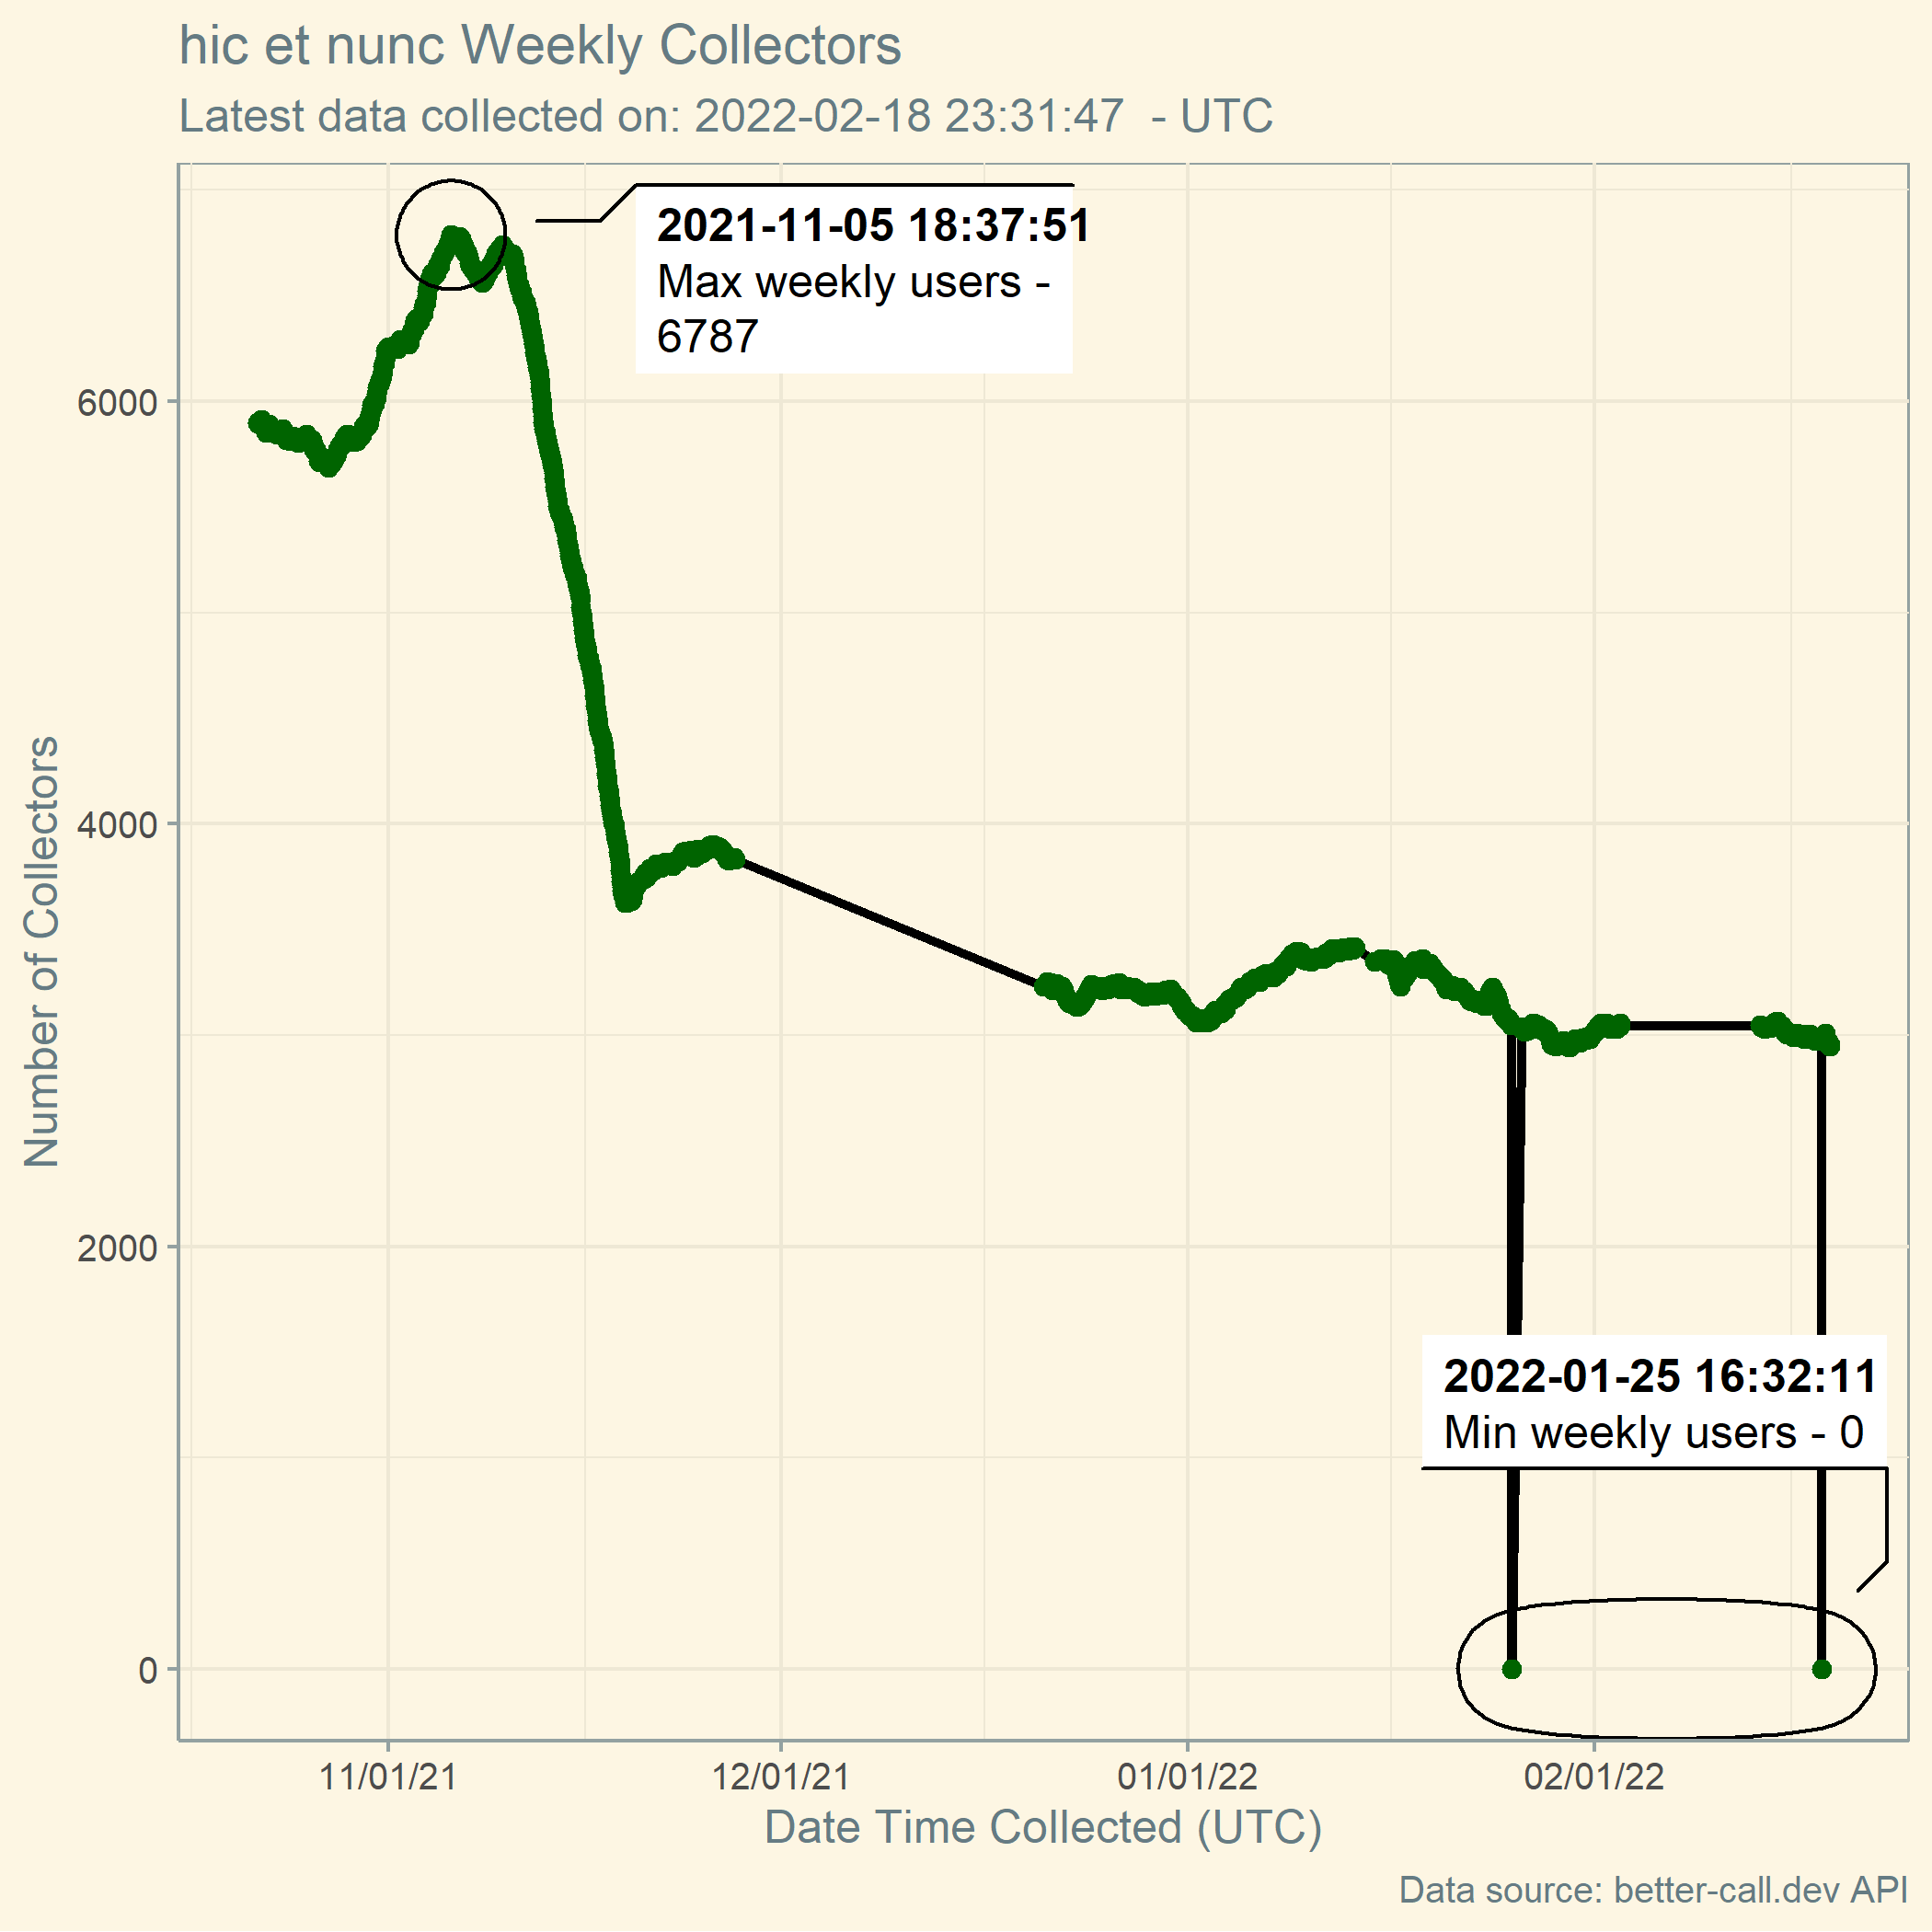 hic et nunc Weekly Collectors
Latest data collected on: 2022-02-18 23:31:47  - UTC
2021-11-05 18:37:51
Max weekly users -
6787
6000
4000
2000
0
Number of Collectors
2022-01-25 16:32:11
Min weekly users - 0
11/01/21
12/01/21
01/01/22
02/01/22
Date Time Collected (UTC)
Data source: better-call.dev API